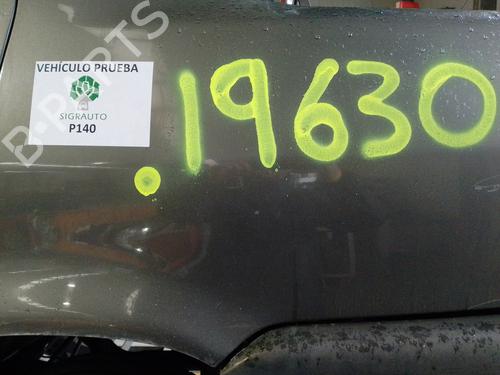 VEHÍCULO PRUEBA
SIGRAUTO
P140
.19630
B-PARTS